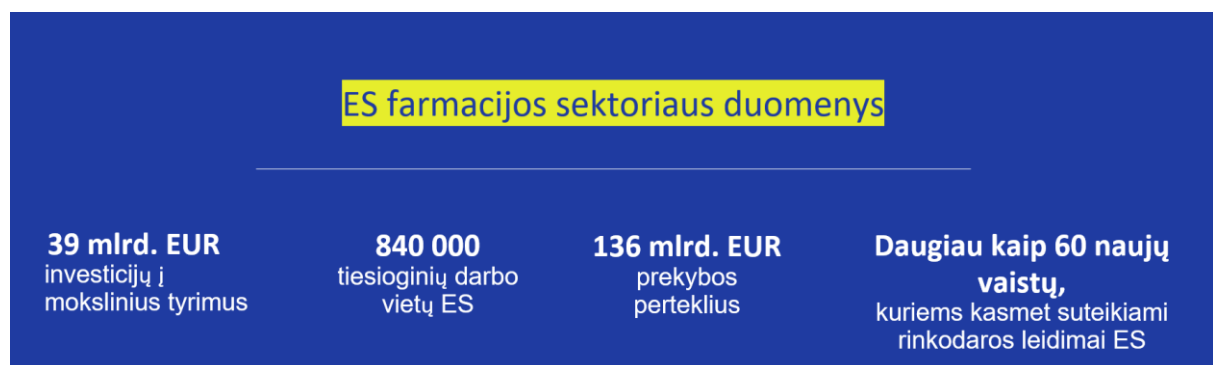 ES farmacijos sektoriaus duomenys
39 mlrd. EUR
investicijų į
mokslinius tyrimus
840 000
tiesioginių darbo
vietų ES
136 mlrd. EUR
prekybos
perteklius
Daugiau kaip 60 naujų
vaistų,
kuriems kasmet suteikiami
rinkodaros leidimai ES